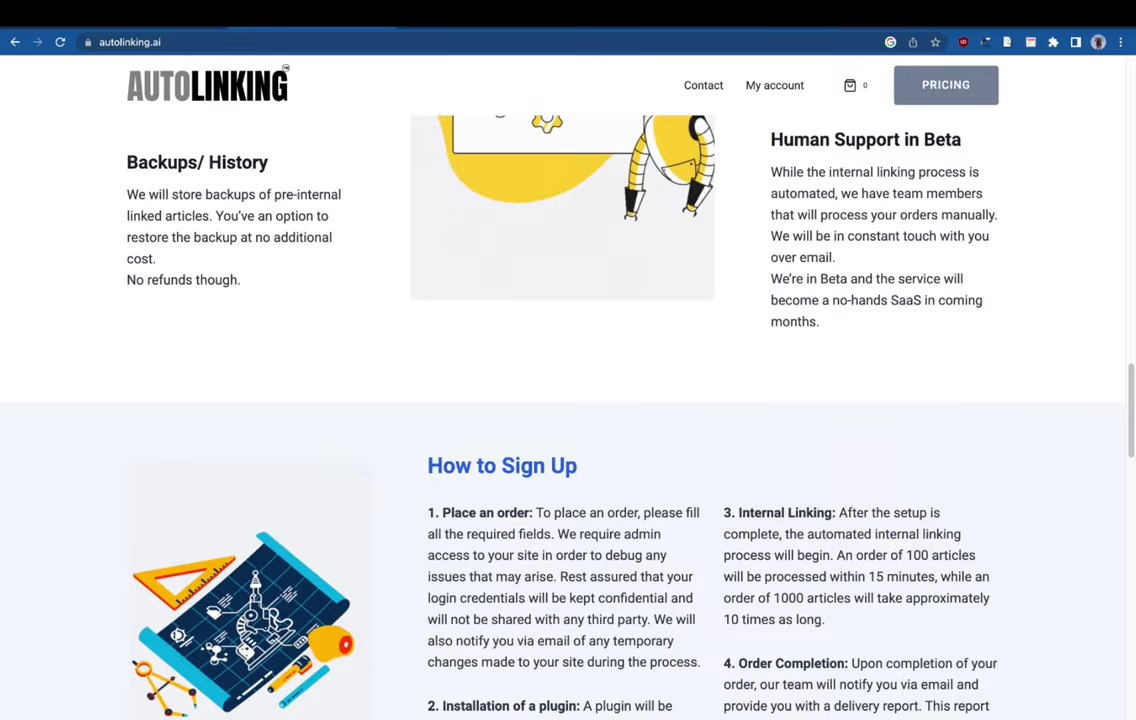 autolinking.ai
AUTOLINKING
Contact
My account
0
PRICING
Backups/ History
We will store backups of pre-internal
linked articles. You've an option to
restore the backup at no additional
cost.
No refunds though.
Human Support in Beta
While the internal linking process is
automated, we have team members
that will process your orders manually.
We will be in constant touch with you
over email.
We're in Beta and the service will
become a no-hands SaaS in coming
months.
How to Sign Up
1. Place an order: To place an order, please fill
all the required fields. We require admin
access to your site in order to debug any
issues that may arise. Rest assured that your
login credentials will be kept confidential and
will not be shared with any third party. We will
also notify you via email of any temporary
changes made to your site during the process.
2. Installation of a plugin: A plugin will be
3. Internal Linking: After the setup is
complete, the automated internal linking
process will begin. An order of 100 articles
will be processed within 15 minutes, while an
order of 1000 articles will take approximately
10 times as long.
4. Order Completion: Upon completion of your
order, our team will notify you via email and
provide you with a delivery report. This report